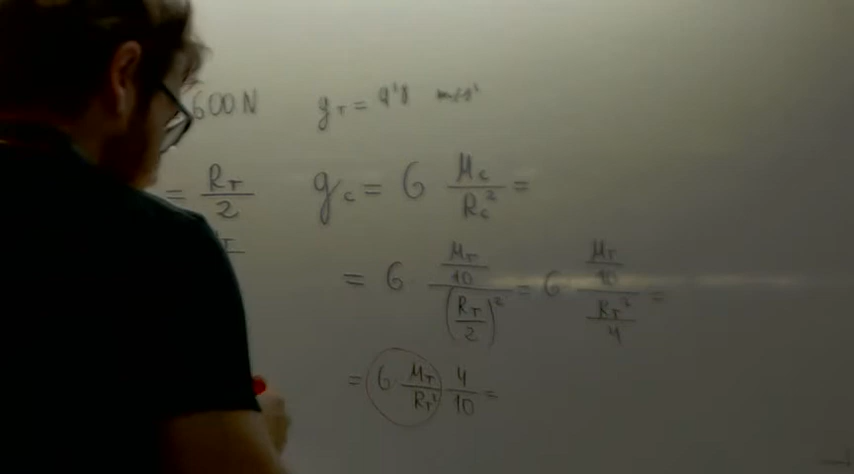 600 N g_T = 9'8 m/s²
= R_T/2 g_c = G M_c/R_c² =
= G (M_T/10)/(R_T/2)² = G (M_T/10)/(R_T²/4) =
= G · M_T/R_T² · 4/10 =